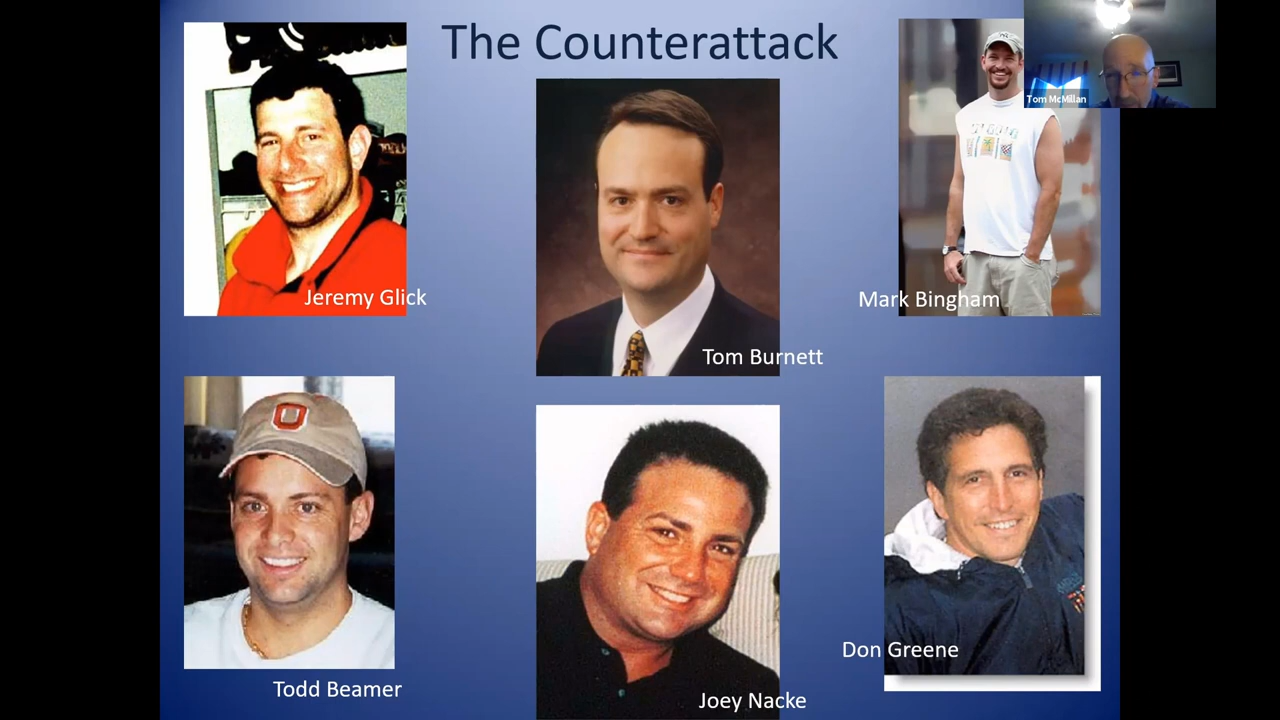 The Counterattack
Tom McMillan
Jeremy Glick
Mark Bingham
Tom Burnett
O
Don Greene
Todd Beamer
Joey Nacke